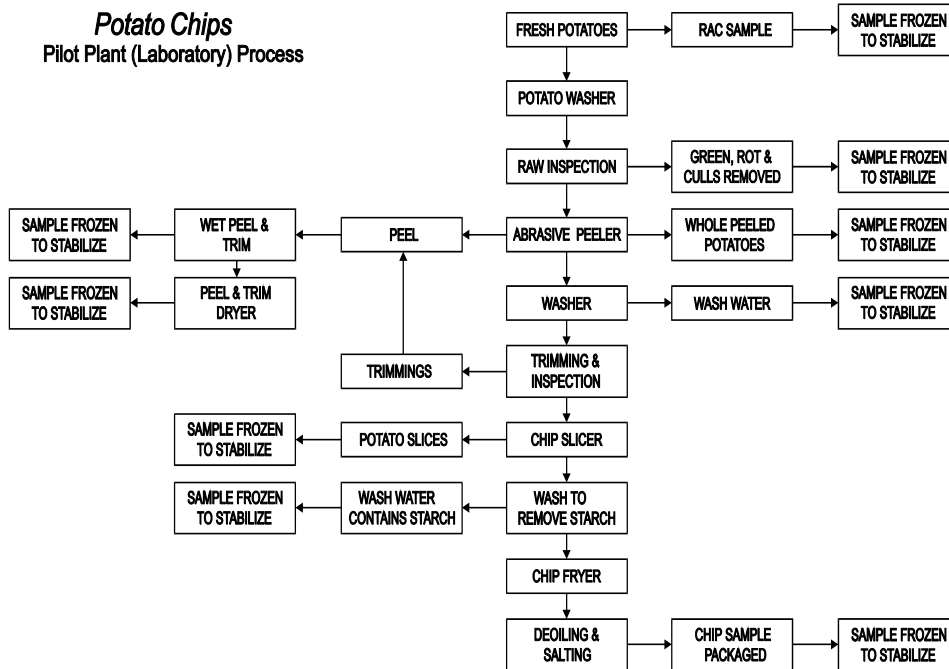 Potato Chips
Pilot Plant (Laboratory) Process
FRESH POTATOES
RAC SAMPLE
SAMPLE FROZEN
TO STABILIZE
POTATO WASHER
RAW INSPECTION
GREEN, ROT &
CULLS REMOVED
SAMPLE FROZEN
TO STABILIZE
SAMPLE FROZEN
TO STABILIZE
WET PEEL &
TRIM
PEEL
ABRASIVE PEELER
WHOLE PEELED
POTATOES
SAMPLE FROZEN
TO STABILIZE
SAMPLE FROZEN
TO STABILIZE
PEEL & TRIM
DRYER
WASHER
WASH WATER
SAMPLE FROZEN
TO STABILIZE
TRIMMINGS
TRIMMING &
INSPECTION
SAMPLE FROZEN
TO STABILIZE
POTATO SLICES
CHIP SLICER
SAMPLE FROZEN
TO STABILIZE
WASH WATER
CONTAINS STARCH
WASH TO
REMOVE STARCH
CHIP FRYER
DEOILING &
SALTING
CHIP SAMPLE
PACKAGED
SAMPLE FROZEN
TO STABILIZE